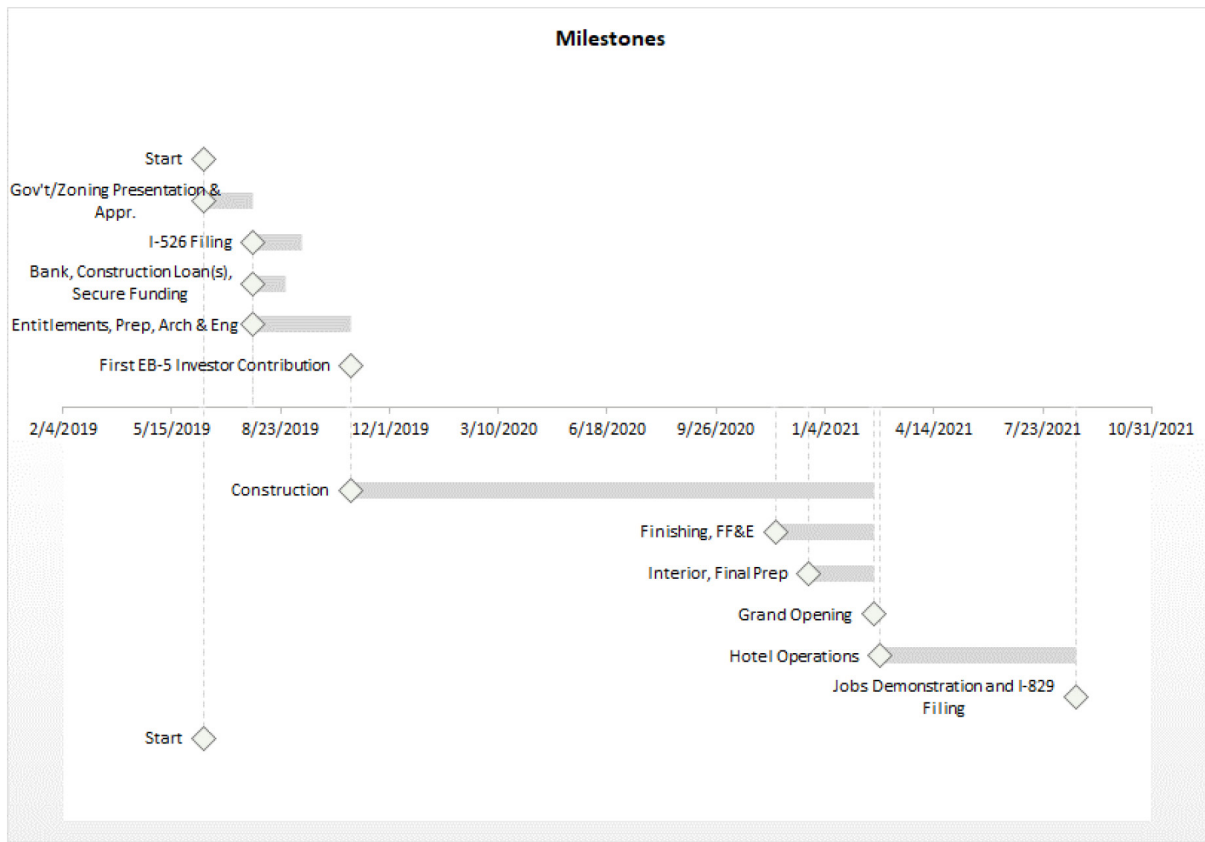 Milestones
Start
Gov't/Zoning Presentation &
Appr.
I-526 Filing
Bank, Construction Loan(s),
Secure Funding
Entitlements, Prep, Arch & Eng
First EB-5 Investor Contribution
2/4/2019 5/15/2019 8/23/2019 12/1/2019 3/10/2020 6/18/2020 9/26/2020 1/4/2021 4/14/2021 7/23/2021 10/31/2021
Construction
Finishing, FF&E
Interior, Final Prep
Grand Opening
Hotel Operations
Jobs Demonstration and I-829
Filing
Start